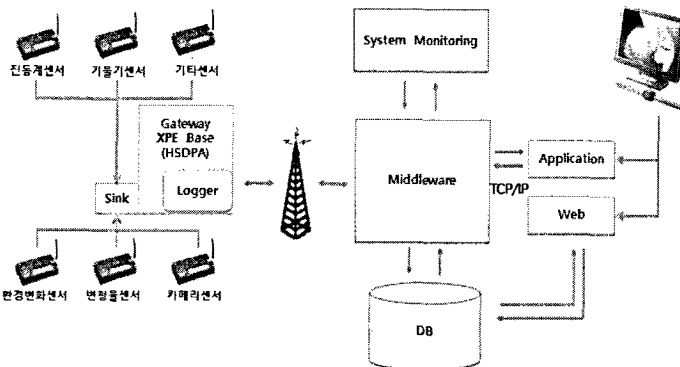 진동계센서
기울기센서
기타센서
System Monitoring
Gateway
XPE Base
(HSDPA)
Logger
Sink
Middleware
TCP/IP
Application
Web
환경변화센서
변형률센서
카메라센서
DB